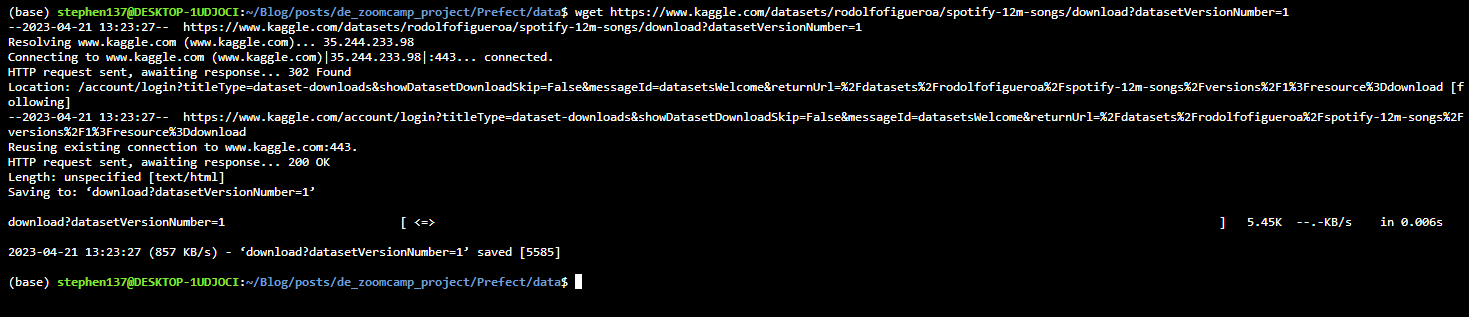 (base) stephen137@DESKTOP-1UDJOCI:~/Blog/posts/de_zoomcamp_project/Prefect/data$ wget https://www.kaggle.com/datasets/rodolfofigueroa/spotify-12m-songs/download?datasetVersionNumber=1
--2023-04-21 13:23:27--  https://www.kaggle.com/datasets/rodolfofigueroa/spotify-12m-songs/download?datasetVersionNumber=1
Resolving www.kaggle.com (www.kaggle.com)... 35.244.233.98
Connecting to www.kaggle.com (www.kaggle.com)|35.244.233.98|:443... connected.
HTTP request sent, awaiting response... 302 Found
Location: /account/login?titleType=dataset-downloads&showDatasetDownloadSkip=False&messageId=datasetsWelcome&returnUrl=%2Fdatasets%2Frodolfofigueroa%2Fspotify-12m-songs%2Fversions%2F1%3Fresource%3Ddownload [f
ollowing]
--2023-04-21 13:23:27--  https://www.kaggle.com/account/login?titleType=dataset-downloads&showDatasetDownloadSkip=False&messageId=datasetsWelcome&returnUrl=%2Fdatasets%2Frodolfofigueroa%2Fspotify-12m-songs%2F
versions%2F1%3Fresource%3Ddownload
Reusing existing connection to www.kaggle.com:443.
HTTP request sent, awaiting response... 200 OK
Length: unspecified [text/html]
Saving to: ‘download?datasetVersionNumber=1’
download?datasetVersionNumber=1 [ <=> ] 5.45K --.-KB/s in 0.006s
2023-04-21 13:23:27 (857 KB/s) - ‘download?datasetVersionNumber=1’ saved [5585]
(base) stephen137@DESKTOP-1UDJOCI:~/Blog/posts/de_zoomcamp_project/Prefect/data$